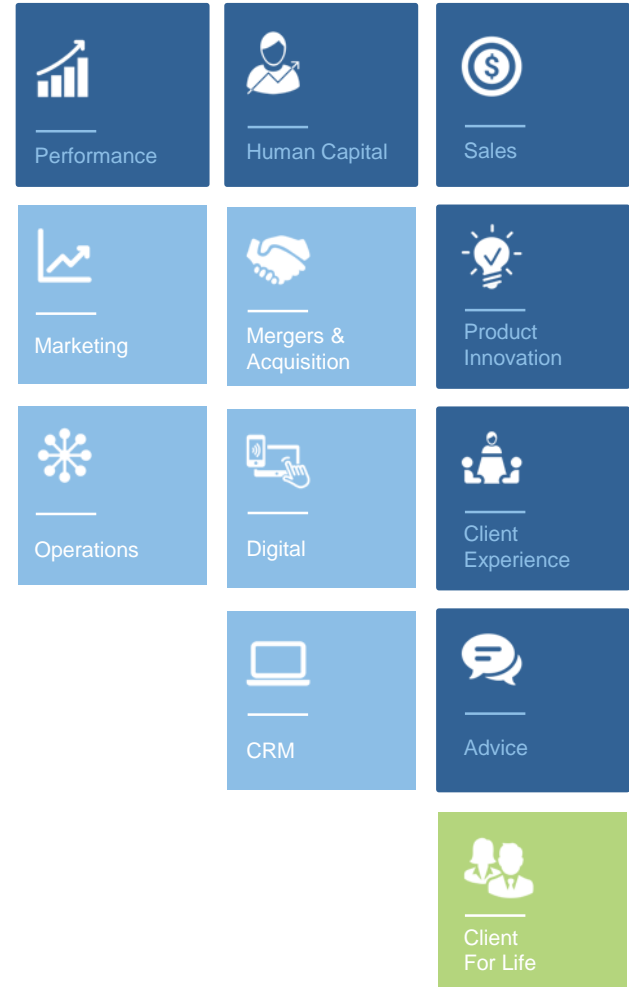 Performance
Human Capital
Sales
Marketing
Mergers &
Acquisition
Product
Innovation
Operations
Digital
Client
Experience
CRM
Advice
Client
For Life